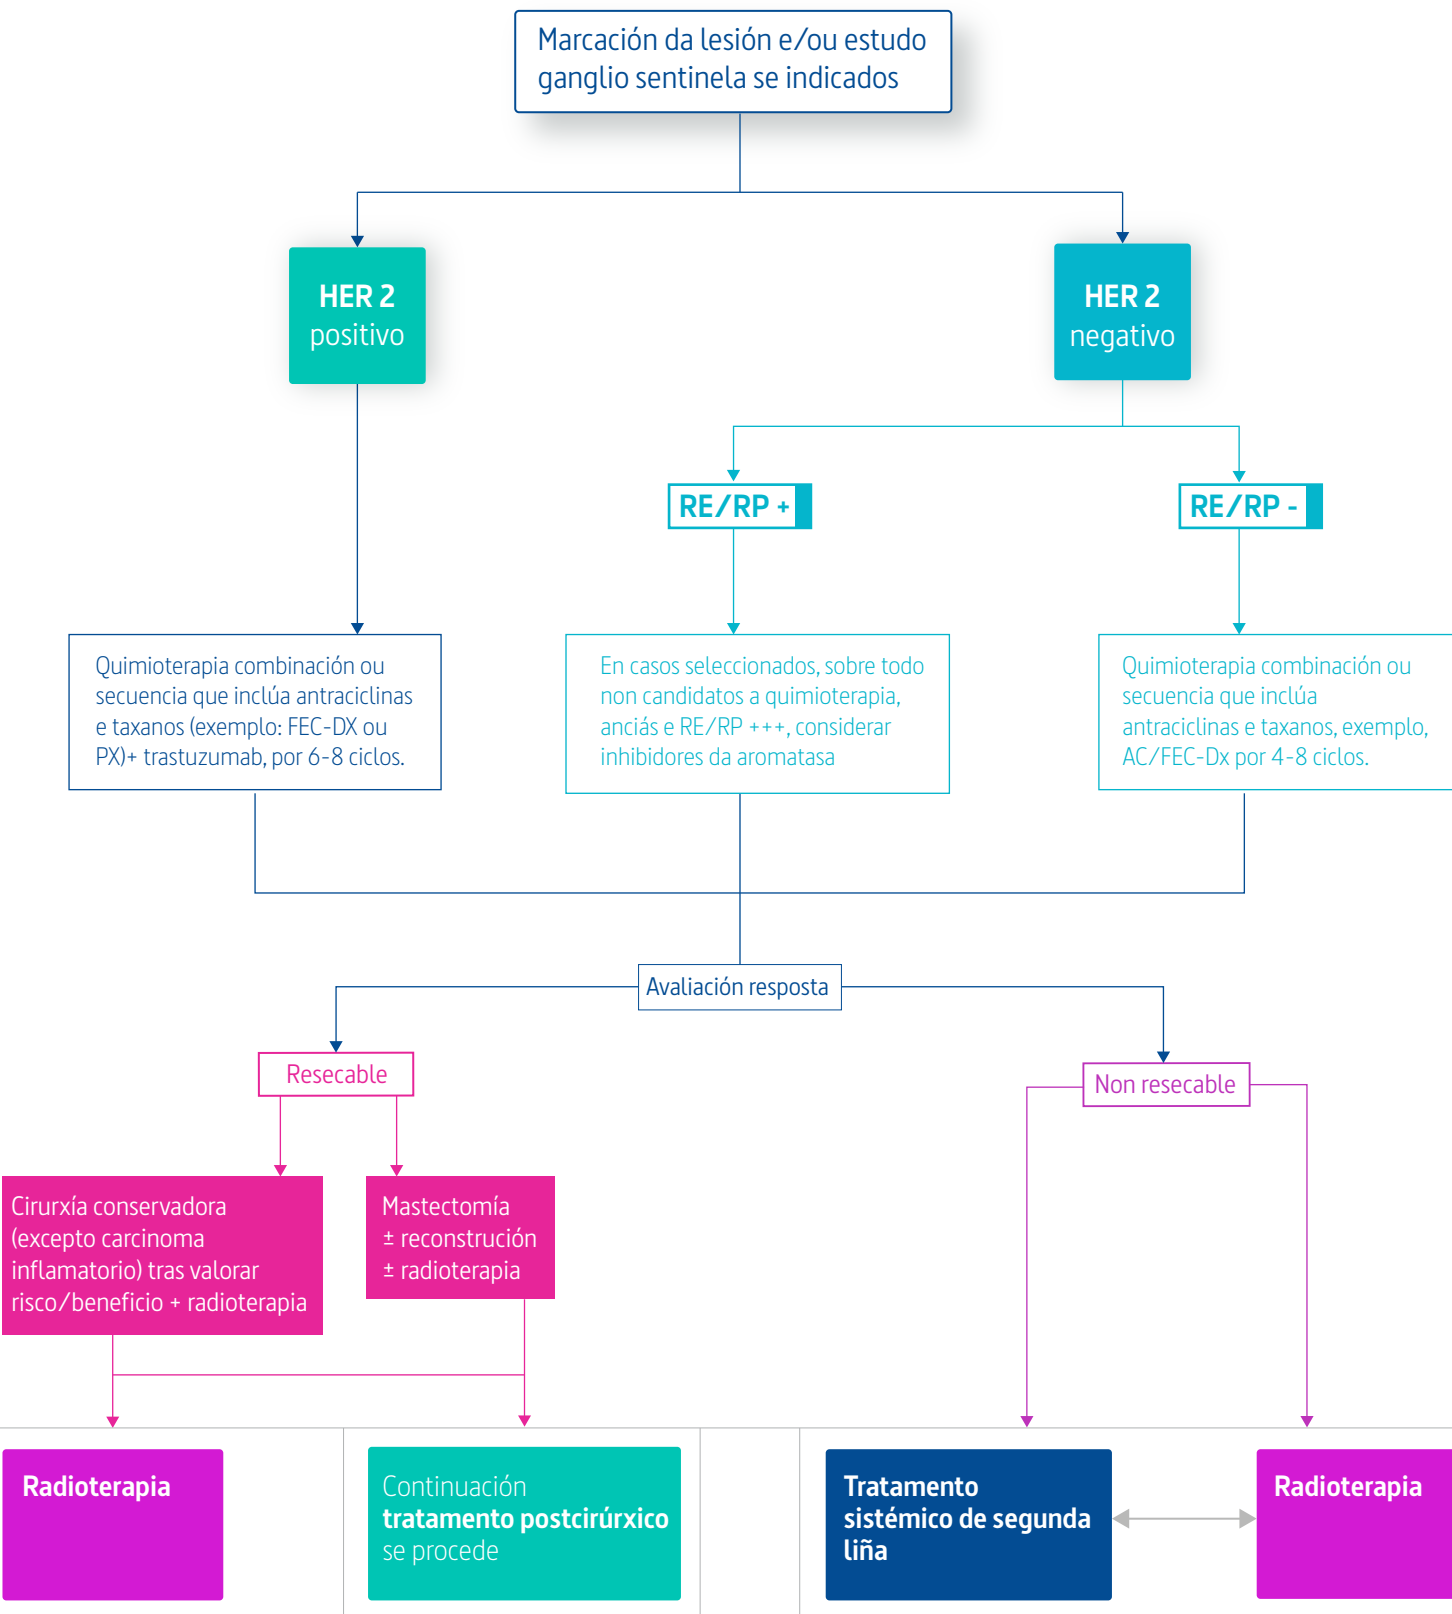 Marcación da lesión e/ou estudo
ganglio sentinela se indicados
HER 2
positivo
HER 2
negativo
RE/RP +
RE/RP -
Quimioterapia combinación ou
secuencia que inclúa antraciclinas
e taxanos (exemplo: FEC-DX ou
PX)+ trastuzumab, por 6-8 ciclos.
En casos seleccionados, sobre todo
non candidatos a quimioterapia,
anciás e RE/RP +++, considerar
inhibidores da aromatasa
Quimioterapia combinación ou
secuencia que inclúa
antraciclinas e taxanos, exemplo,
AC/FEC-Dx por 4-8 ciclos.
Avaliación resposta
Resecable
Non resecable
Cirurxía conservadora
(excepto carcinoma
inflamatorio) tras valorar
risco/beneficio + radioterapia
Mastectomía
± reconstrución
± radioterapia
Radioterapia
Continuación
tratamento postcirúrxico
se procede
Tratamento
sistémico de segunda
liña
Radioterapia